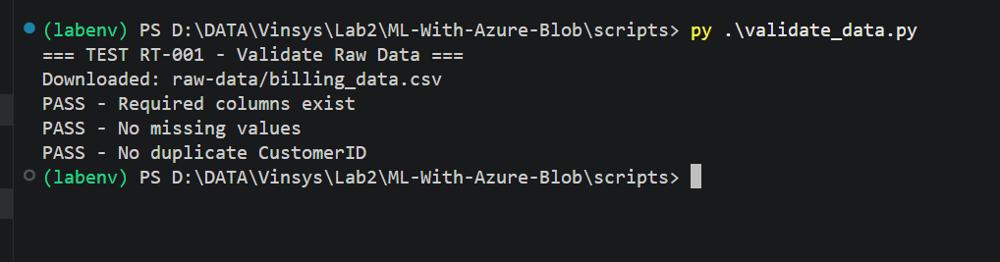 (labenv) PS D:\DATA\Vinsys\Lab2\ML-With-Azure-Blob\scripts> py .\validate_data.py
=== TEST RT-001 - Validate Raw Data ===
Downloaded: raw-data/billing_data.csv
PASS - Required columns exist
PASS - No missing values
PASS - No duplicate CustomerID
(labenv) PS D:\DATA\Vinsys\Lab2\ML-With-Azure-Blob\scripts>